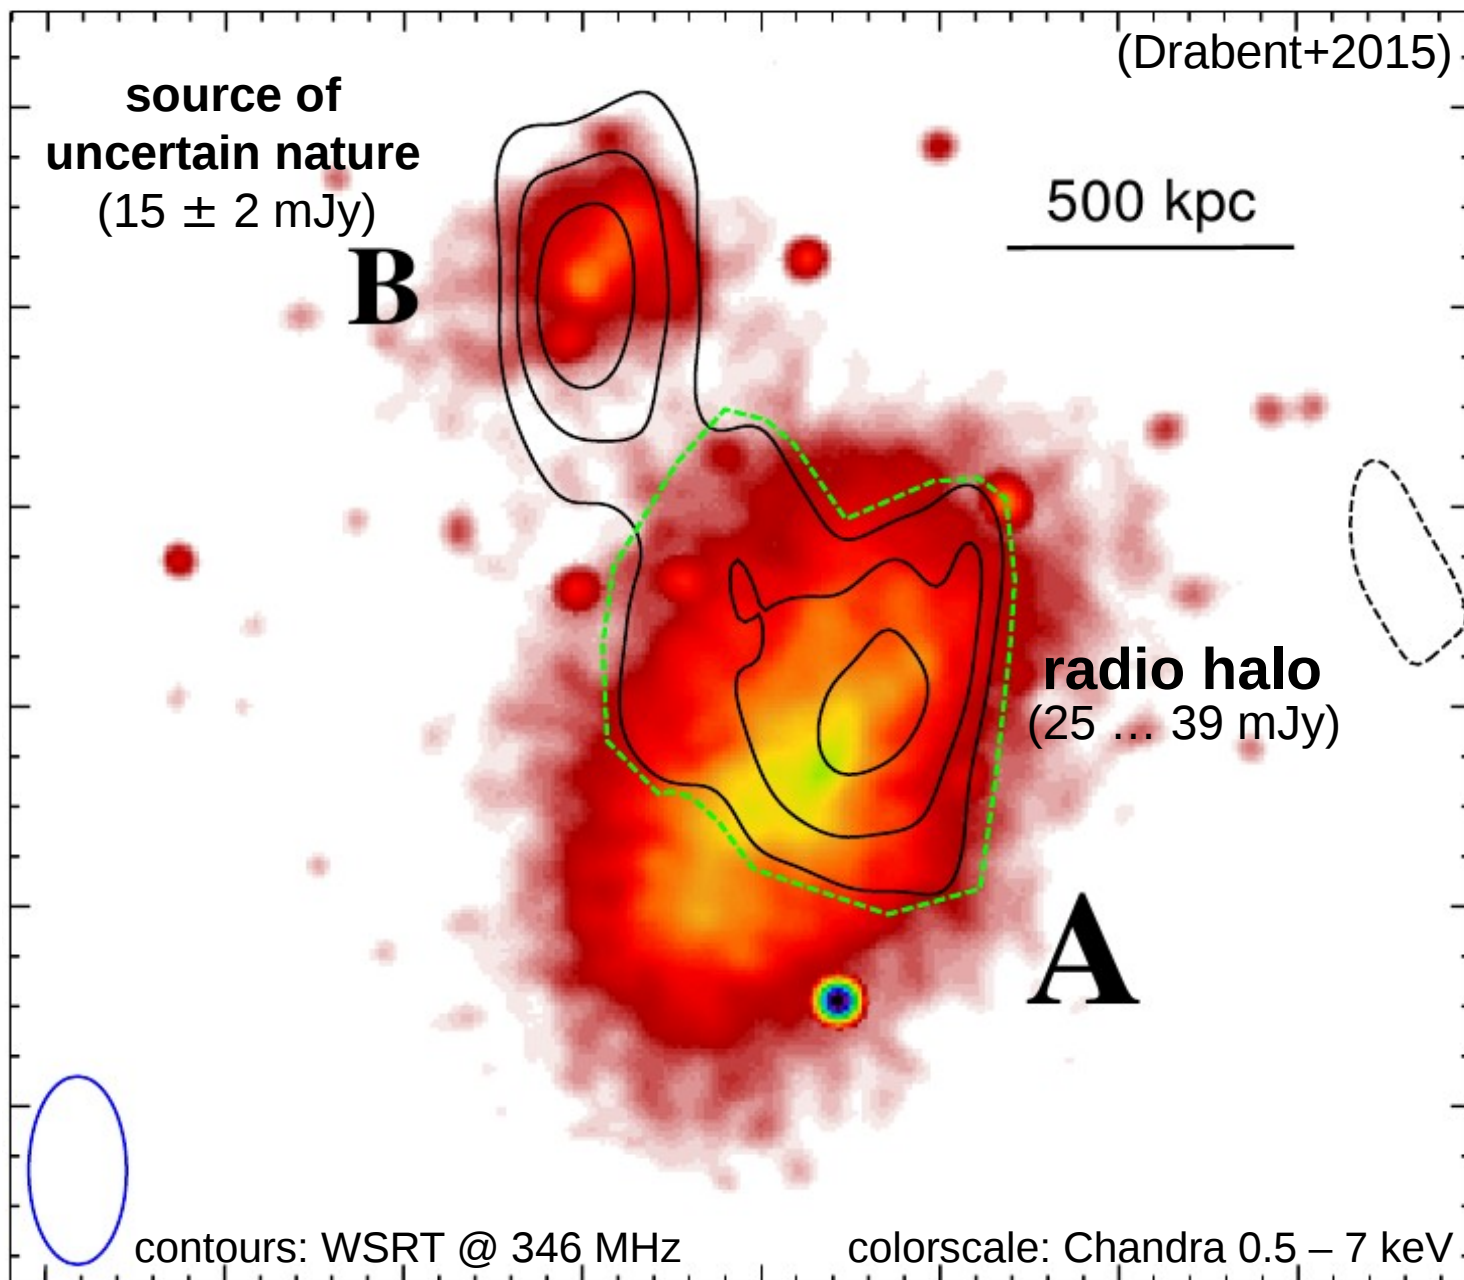 (Drabent+2015)
source of
uncertain nature
(15 ± 2 mJy)
500 kpc
B
radio halo
(25 ... 39 mJy)
A
contours: WSRT @ 346 MHz
colorscale: Chandra 0.5 – 7 keV